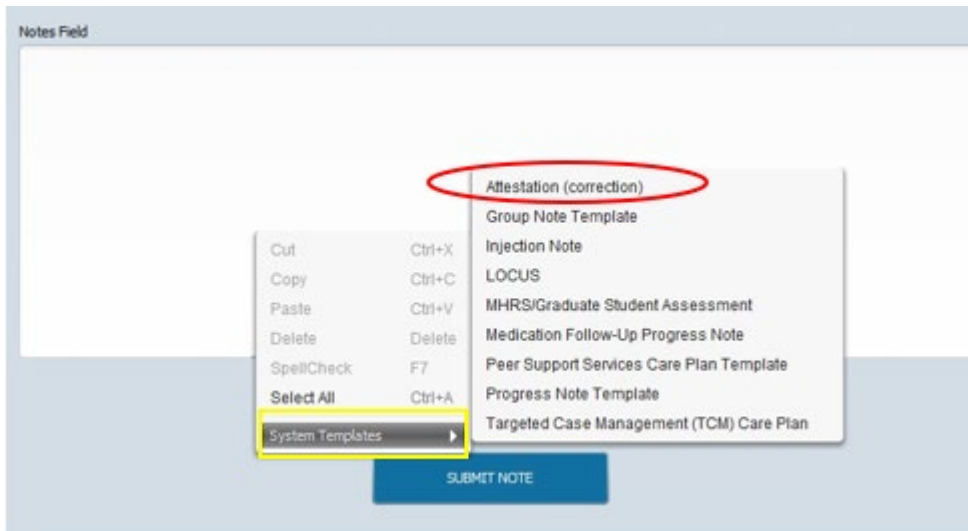 Notes Field
Cut Ctrl+X
Copy Ctrl+C
Paste Ctrl+V
Delete Delete
SpellCheck F7
Select All Ctrl+A
System Templates
Attestation (correction)
Group Note Template
Injection Note
LOCUS
MHRS/Graduate Student Assessment
Medication Follow-Up Progress Note
Peer Support Services Care Plan Template
Progress Note Template
Targeted Case Management (TCM) Care Plan
SUBMIT NOTE